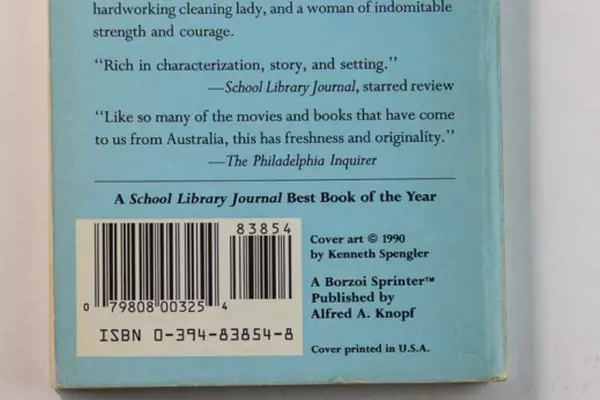 hardworking cleaning lady, and a woman of indomitable
strength and courage.
"Rich in characterization, story, and setting."
—School Library Journal, starred review
"Like so many of the movies and books that have come
to us from Australia, this has freshness and originality."
—The Philadelphia Inquirer
A School Library Journal Best Book of the Year
83854
0 79808 00325 4
ISBN 0-394-83854-8
Cover art © 1990
by Kenneth Spengler
A Borzoi Sprinter™
Published by
Alfred A. Knopf
Cover printed in U.S.A.